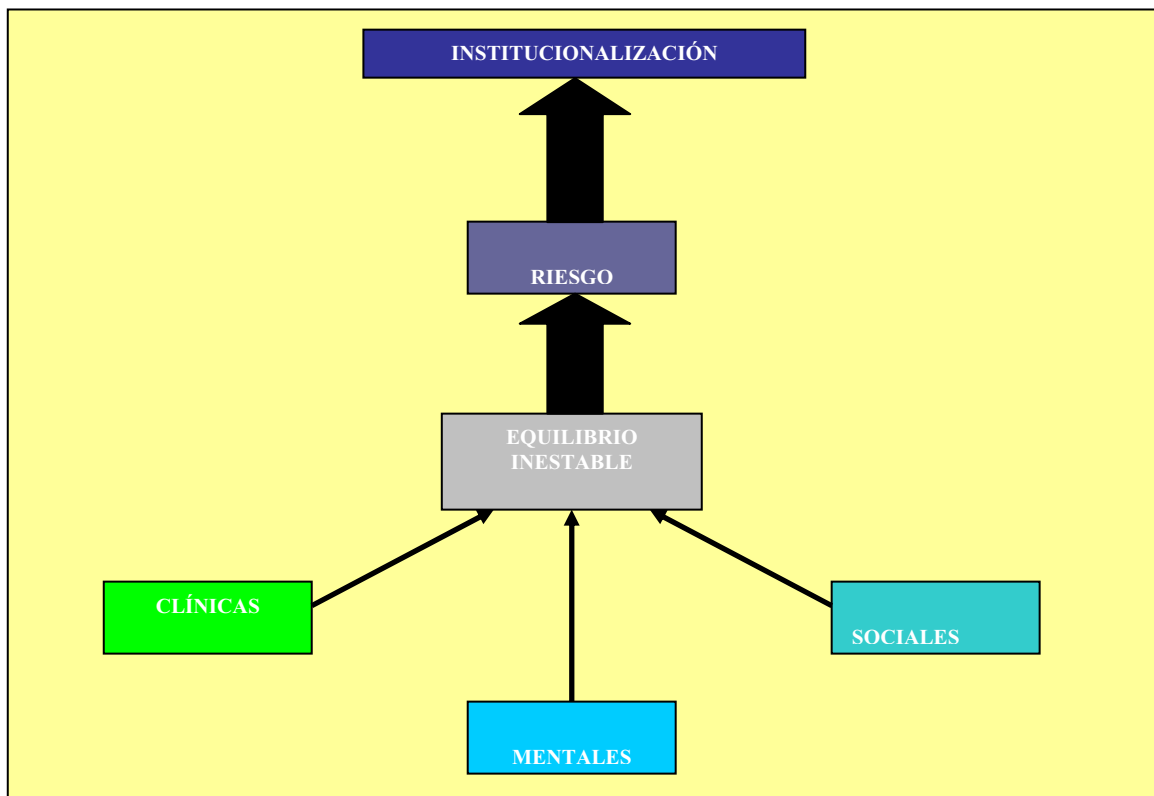 INSTITUCIONALIZACIÓN
RIESGO
EQUILIBRIO
INESTABLE
CLÍNICAS
SOCIALES
MENTALES